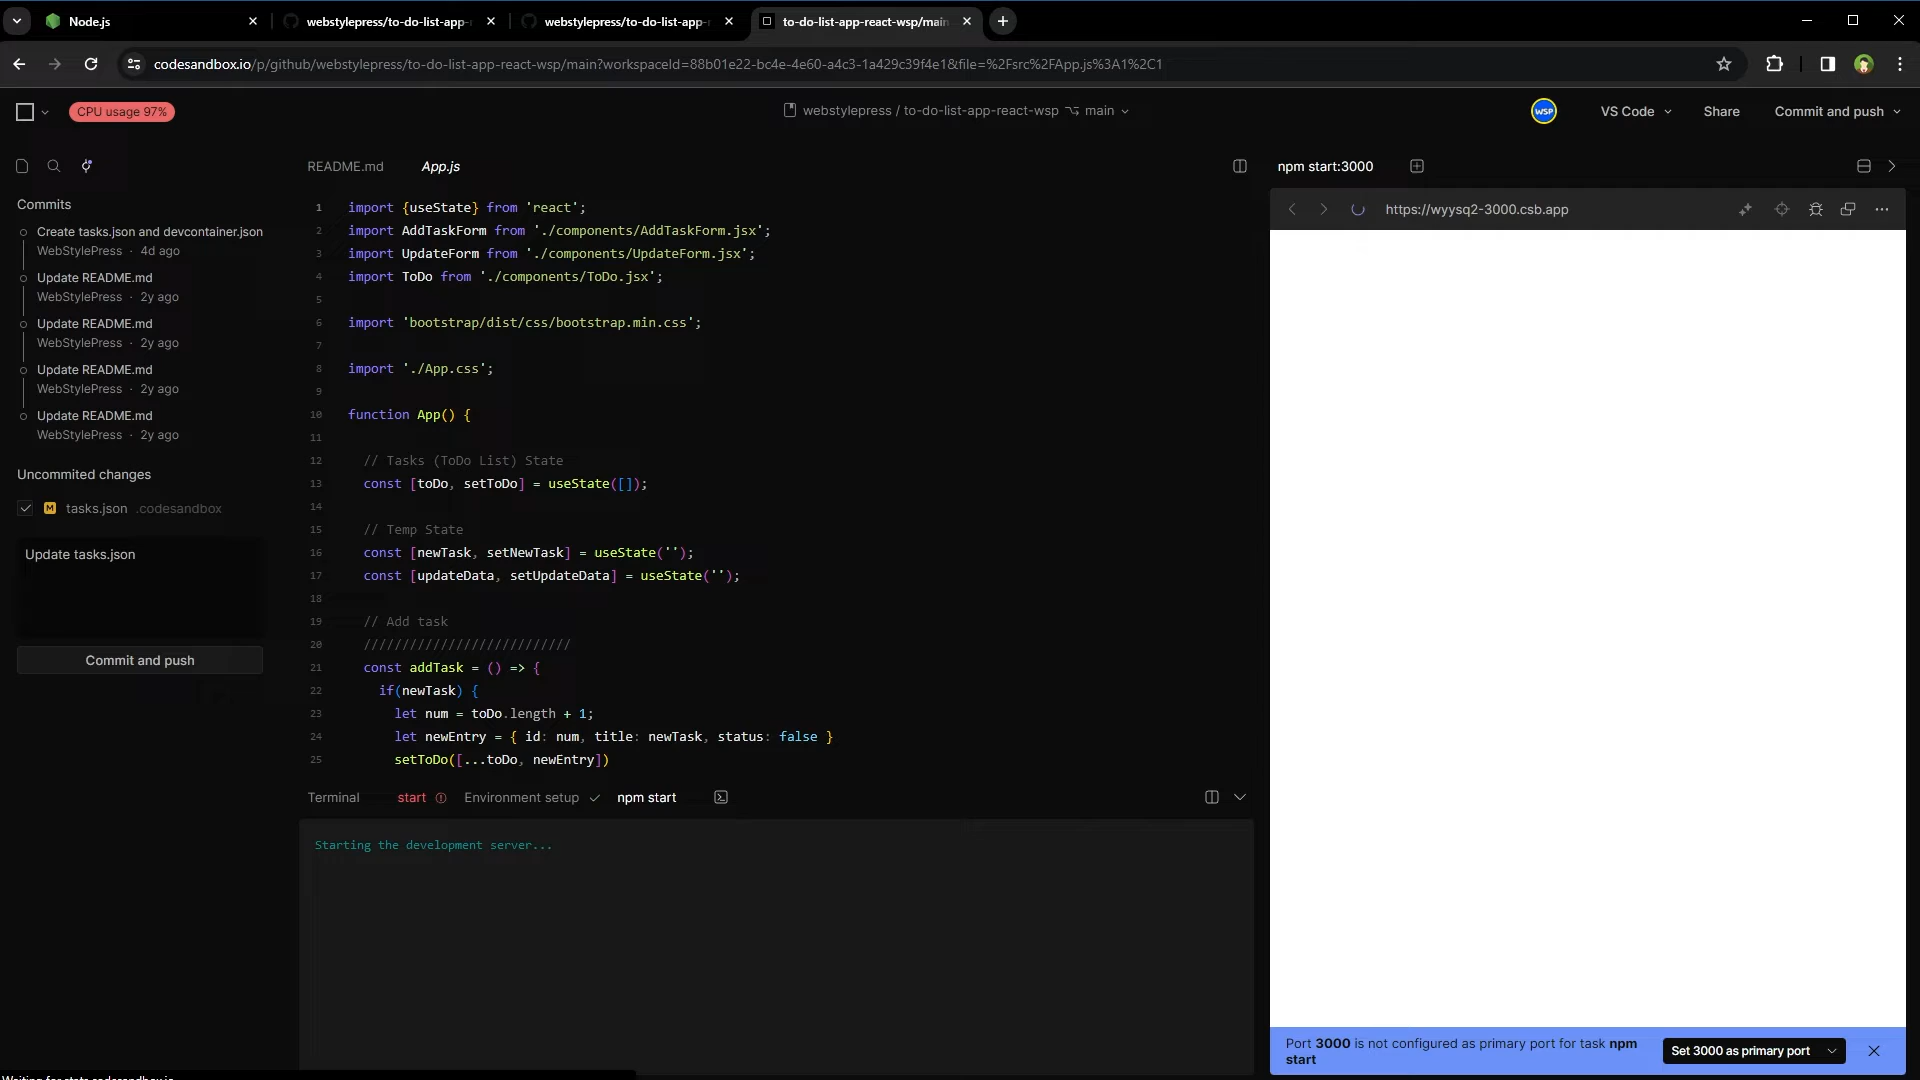 Node.js
webstylepress/to-do-list-app-
webstylepress/to-do-list-app-r
to-do-list-app-react-wsp/main
codesandbox.io/p/github/webstylepress/to-do-list-app-react-wsp/main?workspaceId=88b01e22-bc4e-4e60-a4c3-1a429c39f4e1&file=%2Fsrc%2FApp.js%3A1%2C1
CPU usage 97%
webstylepress / to-do-list-app-react-wsp main
WSP
VS Code
Share
Commit and push
Commits
Create tasks.json and devcontainer.json
WebStylePress · 4d ago
Update README.md
WebStylePress · 2y ago
Update README.md
WebStylePress · 2y ago
Update README.md
WebStylePress · 2y ago
Update README.md
WebStylePress · 2y ago
Uncommited changes
M tasks.json .codesandbox
Update tasks.json
Commit and push
README.md App.js
1 import {useState} from 'react';
2 import AddTaskForm from './components/AddTaskForm.jsx';
3 import UpdateForm from './components/UpdateForm.jsx';
4 import ToDo from './components/ToDo.jsx';
5
6 import 'bootstrap/dist/css/bootstrap.min.css';
7
8 import './App.css';
9
10 function App() {
11
12 // Tasks (ToDo List) State
13 const [toDo, setToDo] = useState([]);
14
15 // Temp State
16 const [newTask, setNewTask] = useState('');
17 const [updateData, setUpdateData] = useState('');
18
19 // Add task
20 ///////////////////////////
21 const addTask = () => {
22 if(newTask) {
23 let num = toDo.length + 1;
24 let newEntry = { id: num, title: newTask, status: false }
25 setToDo([...toDo, newEntry])
Terminal start Environment setup npm start
Starting the development server...
npm start:3000
https://wyysq2-3000.csb.app
Port 3000 is not configured as primary port for task npm
start
Set 3000 as primary port